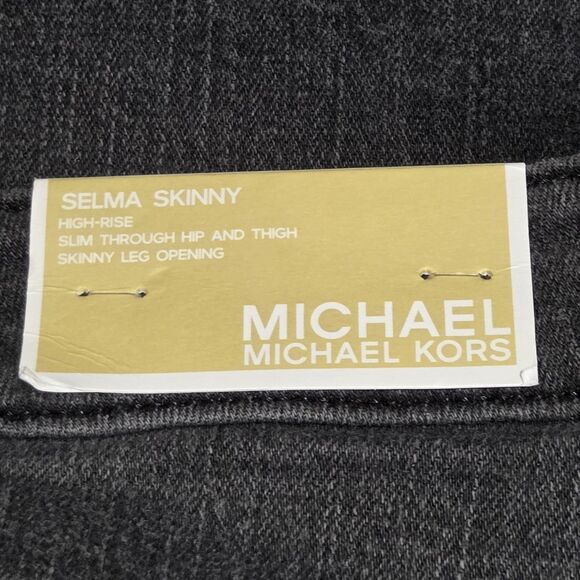 SELMA SKINNY
HIGH-RISE
SLIM THROUGH HIP AND THIGH
SKINNY LEG OPENING
MICHAEL
MICHAEL KORS